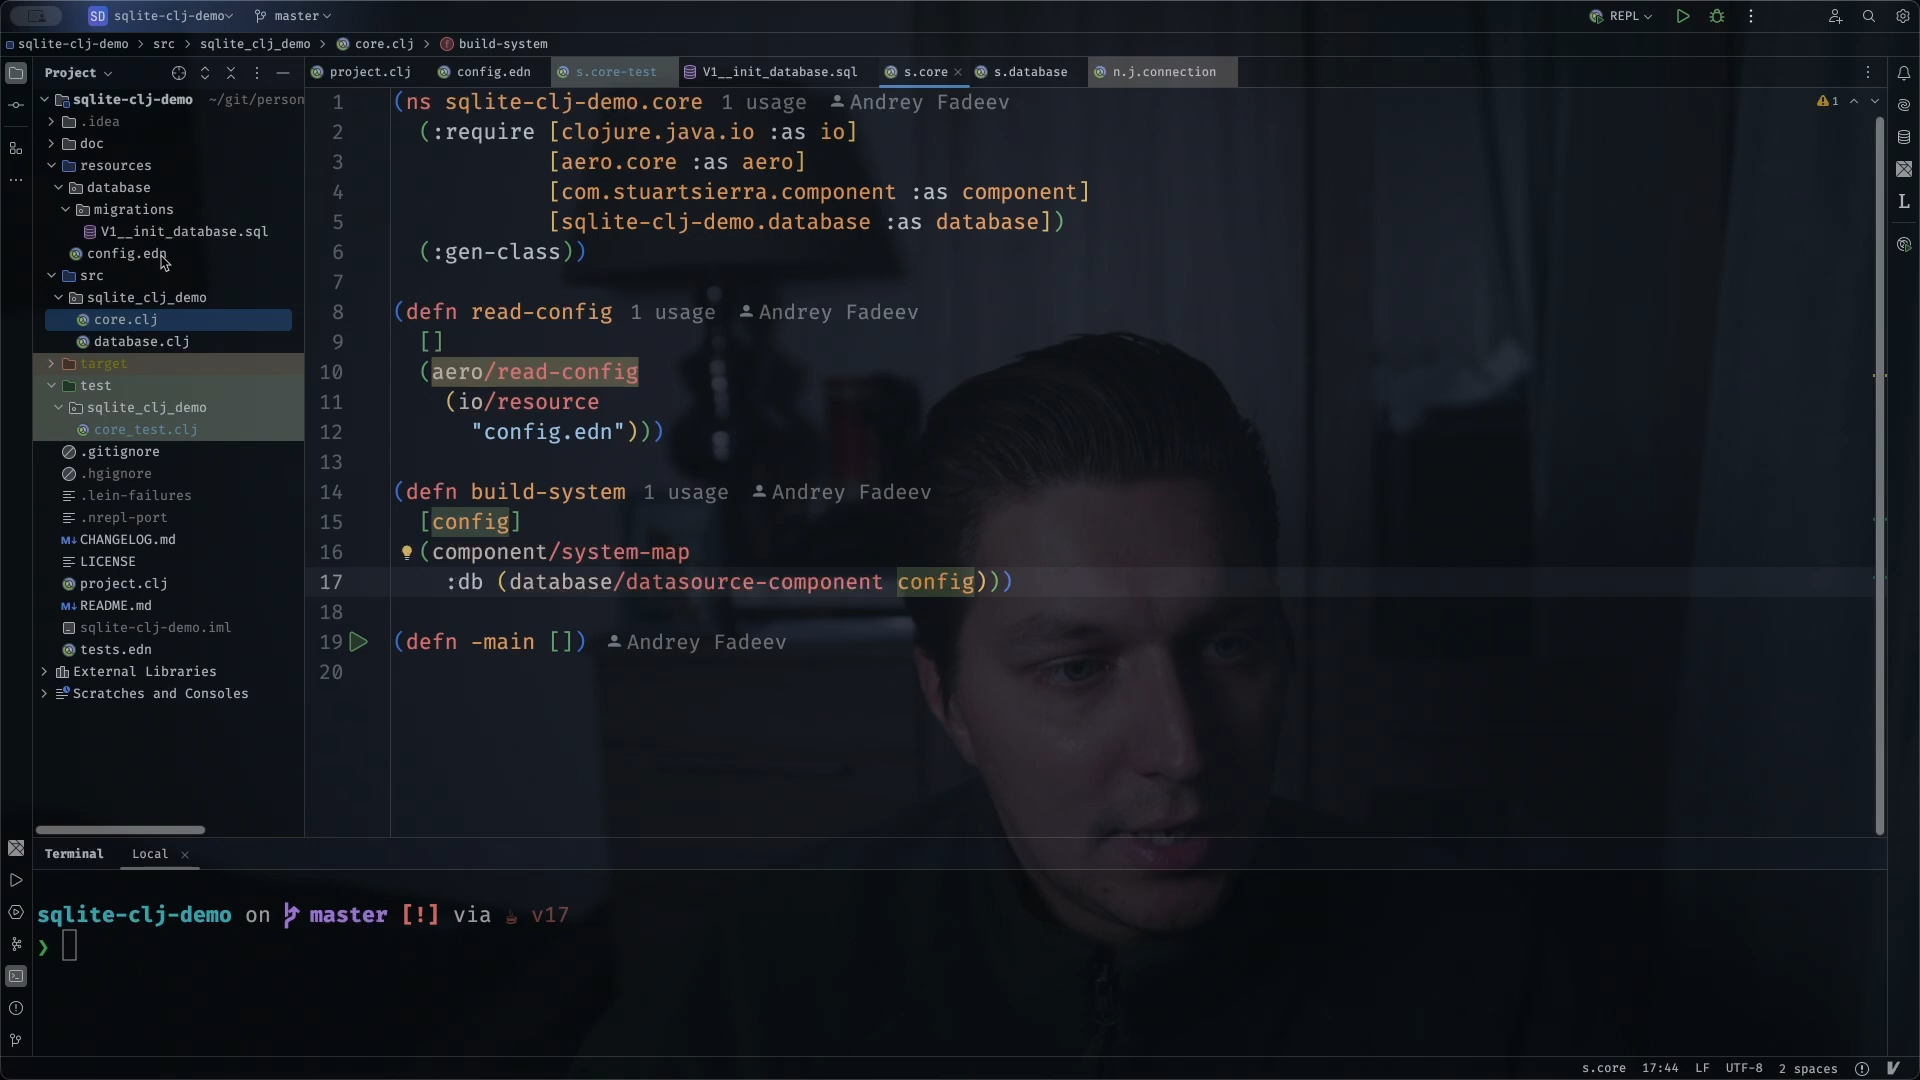 SD sqlite-clj-demo master REPL
sqlite-clj-demo > src > sqlite_clj_demo > core.clj > build-system
Project
project.clj config.edn s.core-test V1__init_database.sql s.core s.database n.j.connection
sqlite-clj-demo ~/git/person
.idea
doc
resources
database
migrations
V1__init_database.sql
config.edn
src
sqlite_clj_demo
core.clj
database.clj
target
test
sqlite_clj_demo
core_test.clj
.gitignore
.hgignore
.lein-failures
.nrepl-port
CHANGELOG.md
LICENSE
project.clj
README.md
sqlite-clj-demo.iml
tests.edn
External Libraries
Scratches and Consoles
1 (ns sqlite-clj-demo.core 1 usage Andrey Fadeev
2 (:require [clojure.java.io :as io]
3 [aero.core :as aero]
4 [com.stuartsierra.component :as component]
5 [sqlite-clj-demo.database :as database])
6 (:gen-class))
7
8 (defn read-config 1 usage Andrey Fadeev
9 []
10 (aero/read-config
11 (io/resource
12 "config.edn")))
13
14 (defn build-system 1 usage Andrey Fadeev
15 [config]
16 (component/system-map
17 :db (database/datasource-component config)))
18
19 (defn -main []) Andrey Fadeev
20
1
L
Terminal Local
sqlite-clj-demo on master [!] via v17
❯
s.core 17:44 LF UTF-8 2 spaces